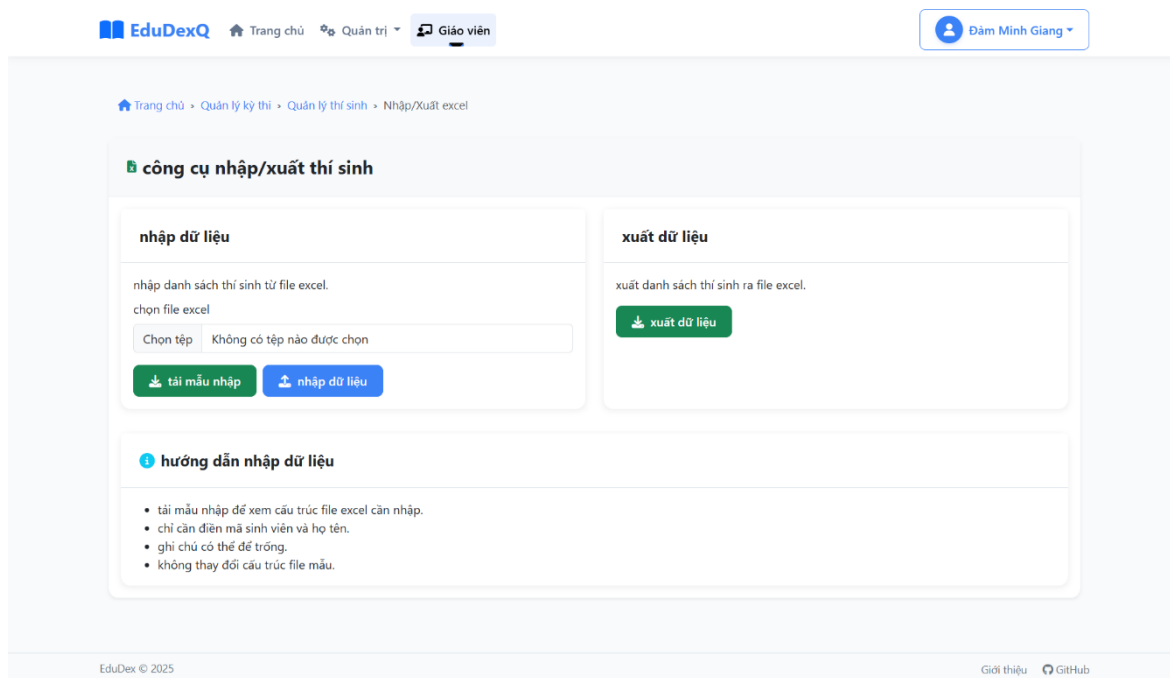 EduDexQ Trang chủ Quản trị Giáo viên Đàm Minh Giang
Trang chủ › Quản lý kỳ thi › Quản lý thí sinh › Nhập/Xuất excel
công cụ nhập/xuất thí sinh
nhập dữ liệu
nhập danh sách thí sinh từ file excel.
chọn file excel
Chọn tệp Không có tệp nào được chọn
tải mẫu nhập nhập dữ liệu
xuất dữ liệu
xuất danh sách thí sinh ra file excel.
xuất dữ liệu
hướng dẫn nhập dữ liệu
• tải mẫu nhập để xem cấu trúc file excel cần nhập.
• chỉ cần điền mã sinh viên và họ tên.
• ghi chú có thể để trống.
• không thay đổi cấu trúc file mẫu.
EduDex © 2025 Giới thiệu GitHub